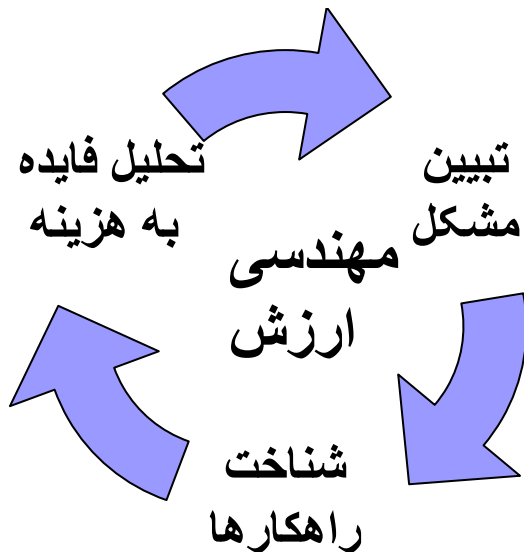 تحلیل فایده
به هزینه
تبیین
مشکل
مهندسی
ارزش
شناخت
راهکارها